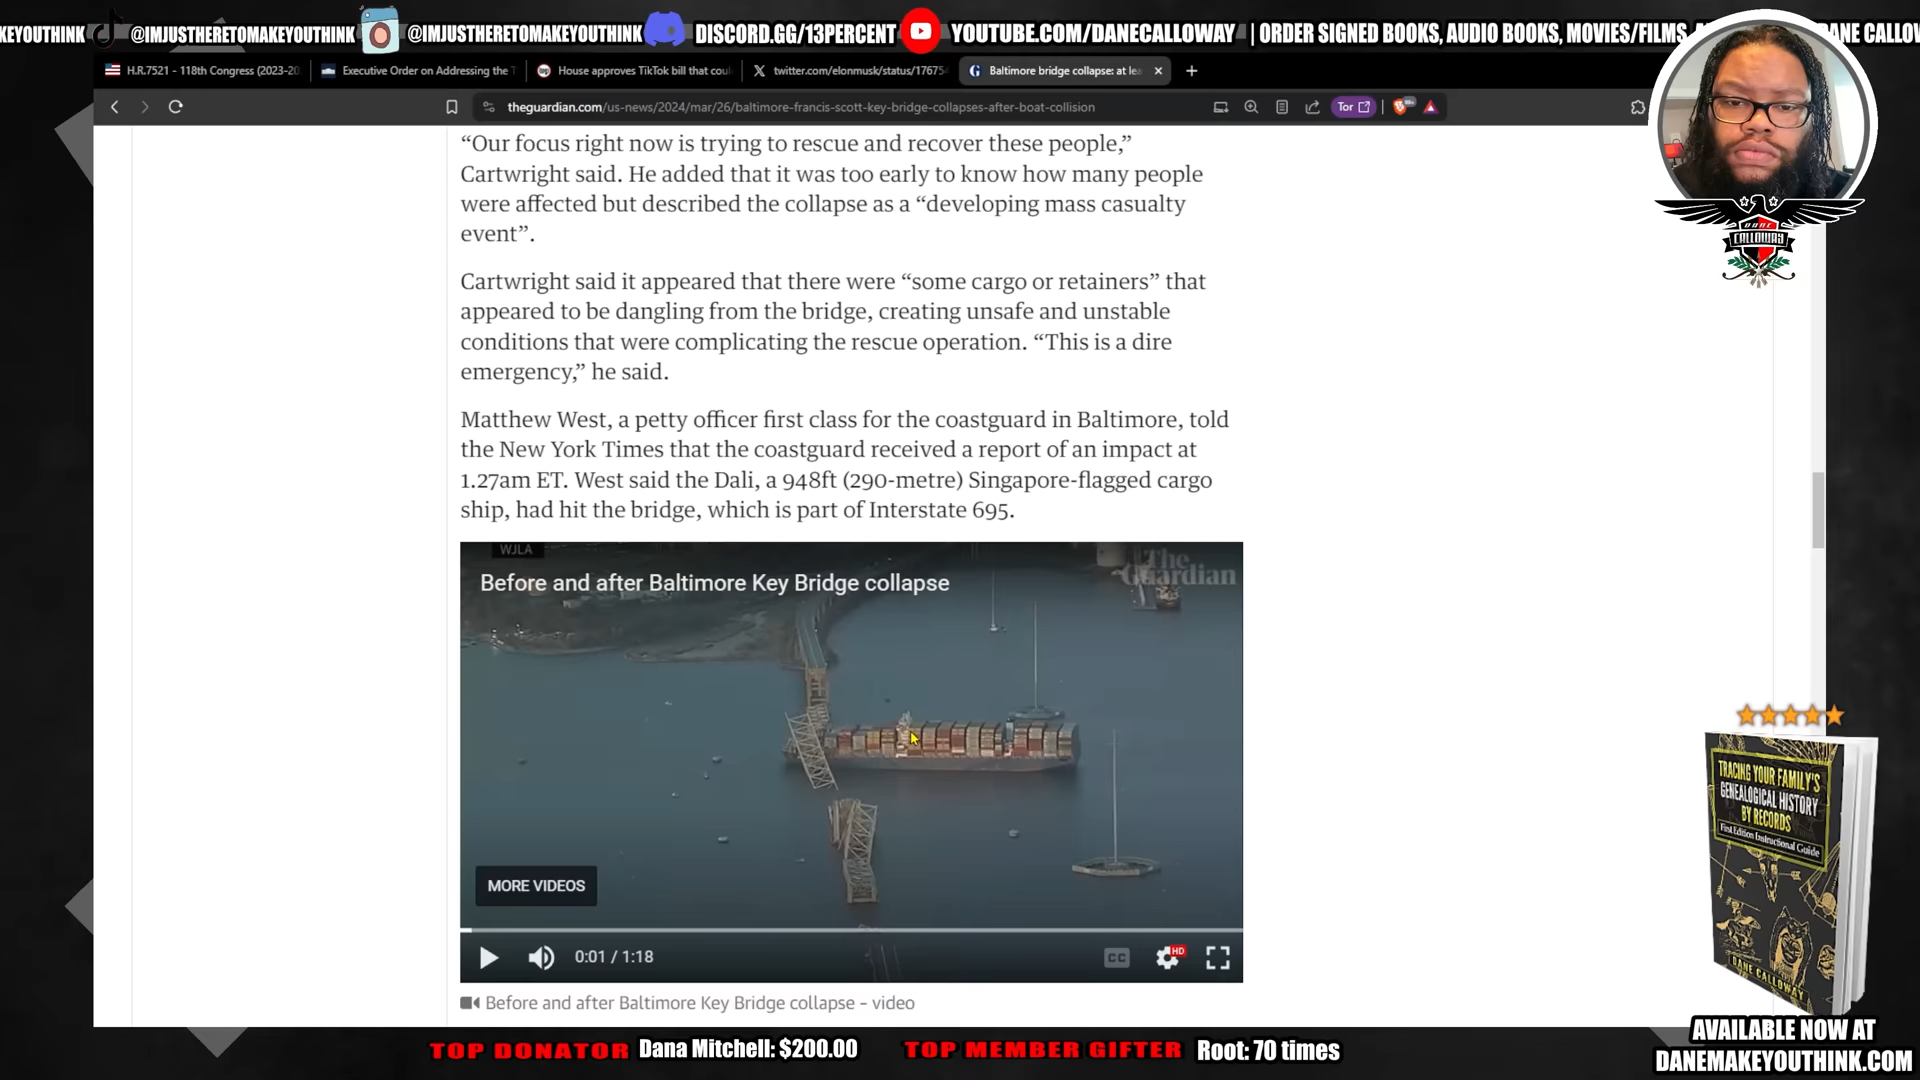 KEYOUTHINK @IMJUSTHERETOMAKEYOUTHINK @IMJUSTHERETOMAKEYOUTHINK DISCORD.GG/13PERCENT YOUTUBE.COM/DANECALLOWAY | ORDER SIGNED BOOKS, AUDIO BOOKS, MOVIES/FILMS,
H.R.7521 - 118th Congress (2023-20
Executive Order on Addressing the T
House approves TikTok bill that coul
twitter.com/elonmusk/status/17675
Baltimore bridge collapse: at lea
theguardian.com/us-news/2024/mar/26/baltimore-francis-scott-key-bridge-collapses-after-boat-collision
Tor
“Our focus right now is trying to rescue and recover these people,”
Cartwright said. He added that it was too early to know how many people
were affected but described the collapse as a “developing mass casualty
event”.
Cartwright said it appeared that there were “some cargo or retainers” that
appeared to be dangling from the bridge, creating unsafe and unstable
conditions that were complicating the rescue operation. “This is a dire
emergency,” he said.
Matthew West, a petty officer first class for the coastguard in Baltimore, told
the New York Times that the coastguard received a report of an impact at
1.27am ET. West said the Dali, a 948ft (290-metre) Singapore-flagged cargo
ship, had hit the bridge, which is part of Interstate 695.
WJLA
The
Guardian
Before and after Baltimore Key Bridge collapse
MORE VIDEOS
0:01 / 1:18
CC
HD
Before and after Baltimore Key Bridge collapse – video
DANE
CALLOWAY
TRACING YOUR FAMILY'S
GENEALOGICAL HISTORY
BY RECORDS
First Edition Instructional Guide
DANE CALLOWAY
AVAILABLE NOW AT
DANEMAKEYOUTHINK.COM
TOP DONATOR Dana Mitchell: $200.00 TOP MEMBER GIFTER Root: 70 times